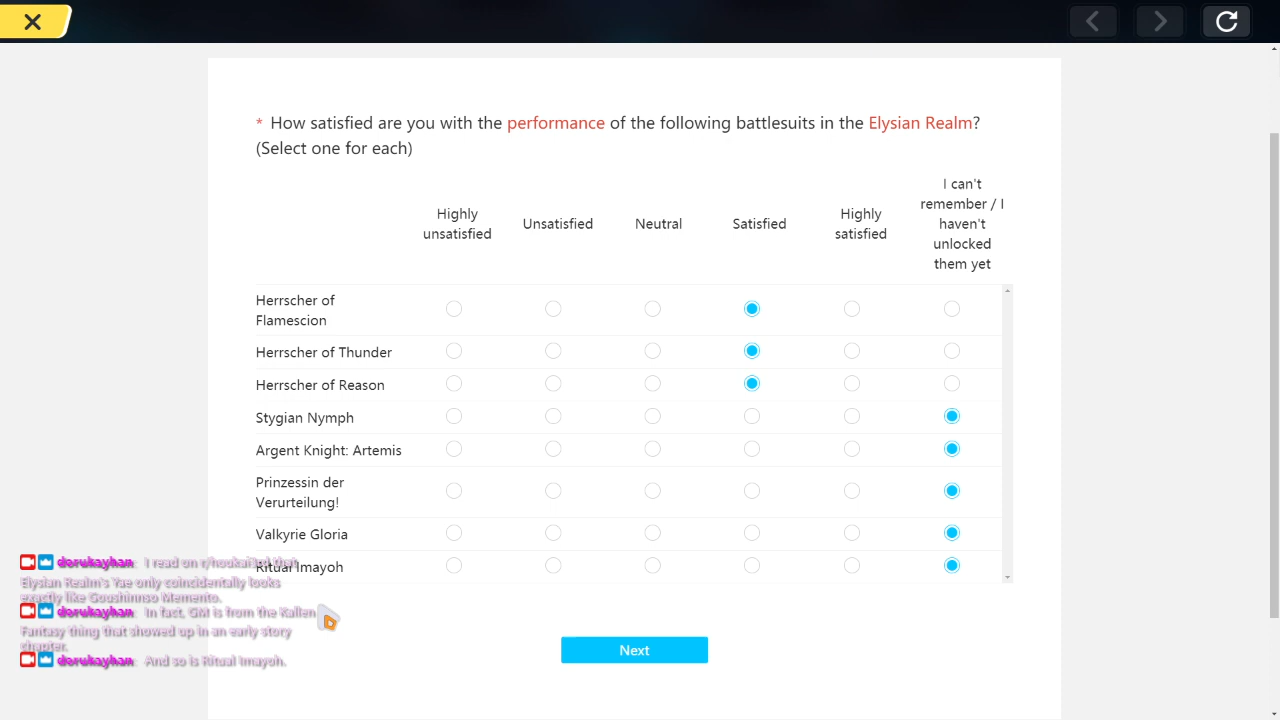 * How satisfied are you with the performance of the following battlesuits in the Elysian Realm?
(Select one for each)
Highly unsatisfied
Unsatisfied
Neutral
Satisfied
Highly satisfied
I can't remember / I haven't unlocked them yet
Herrscher of
Flamescion
Herrscher of Thunder
Herrscher of Reason
Stygian Nymph
Argent Knight: Artemis
Prinzessin der
Verurteilung!
Valkyrie Gloria
Ritual Imayoh
dorukayhan: I read on r/houkai3rd that
Elysian Realm's Yae only coincidentally looks
exactly like Goushinnso Memento.
dorukayhan: In fact, GM is from the Kallen
Fantasy thing that showed up in an early story
chapter.
dorukayhan: And so is Ritual Imayoh.
Next